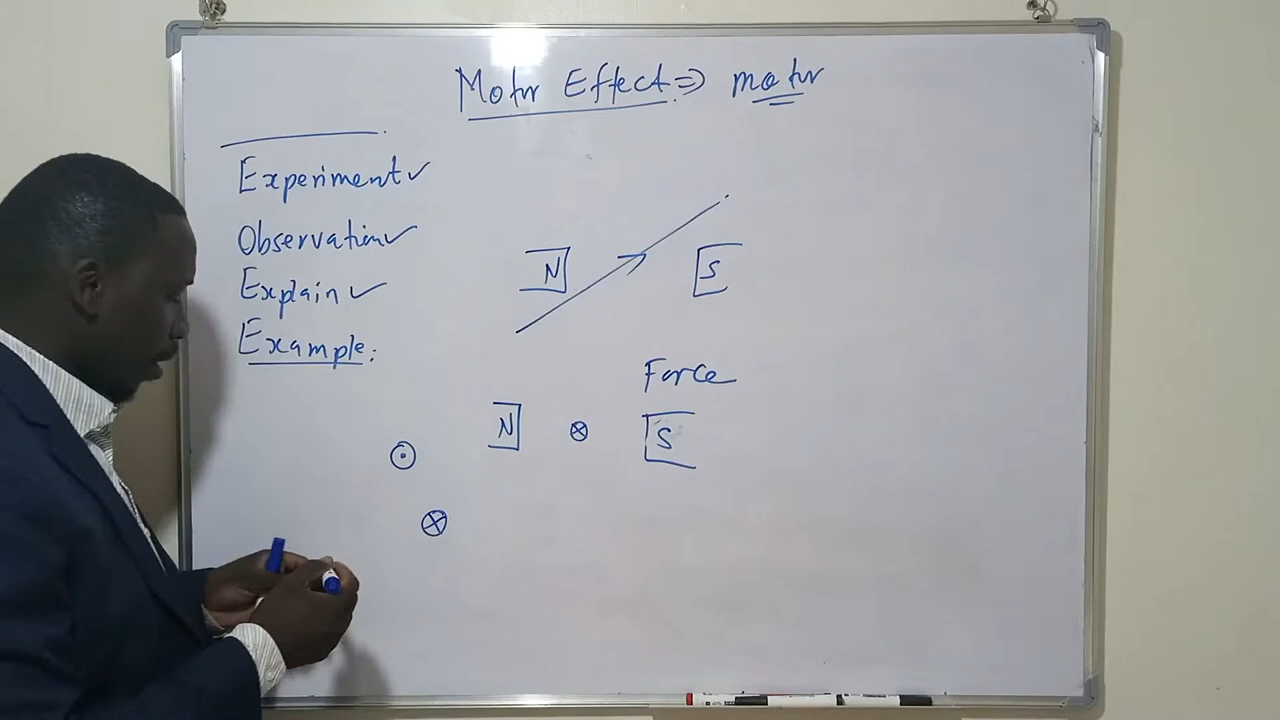 Motor Effect ⇒ motor
Experiment ✓
Observation ✓
Explain ✓
Example:
N S
Force
N ⊗ S
⊙
⊗